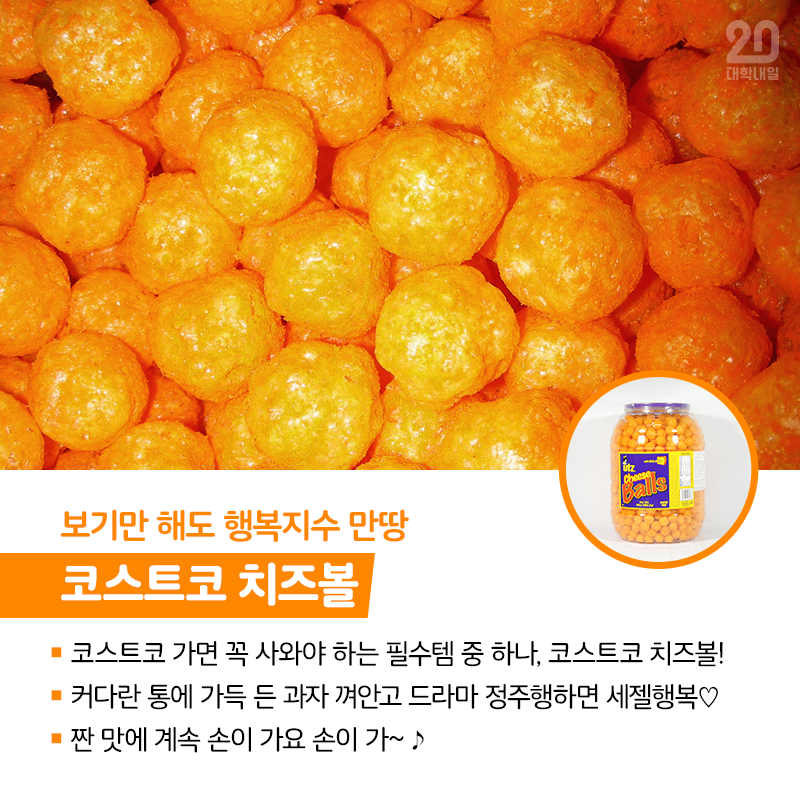 20
대학내일
utz
Cheese
Balls
보기만 해도 행복지수 만땅
코스트코 치즈볼
▪ 코스트코 가면 꼭 사와야 하는 필수템 중 하나, 코스트코 치즈볼!
▪ 커다란 통에 가득 든 과자 껴안고 드라마 정주행하면 세젤행복♡
▪ 짠 맛에 계속 손이 가요 손이 가~ ♪